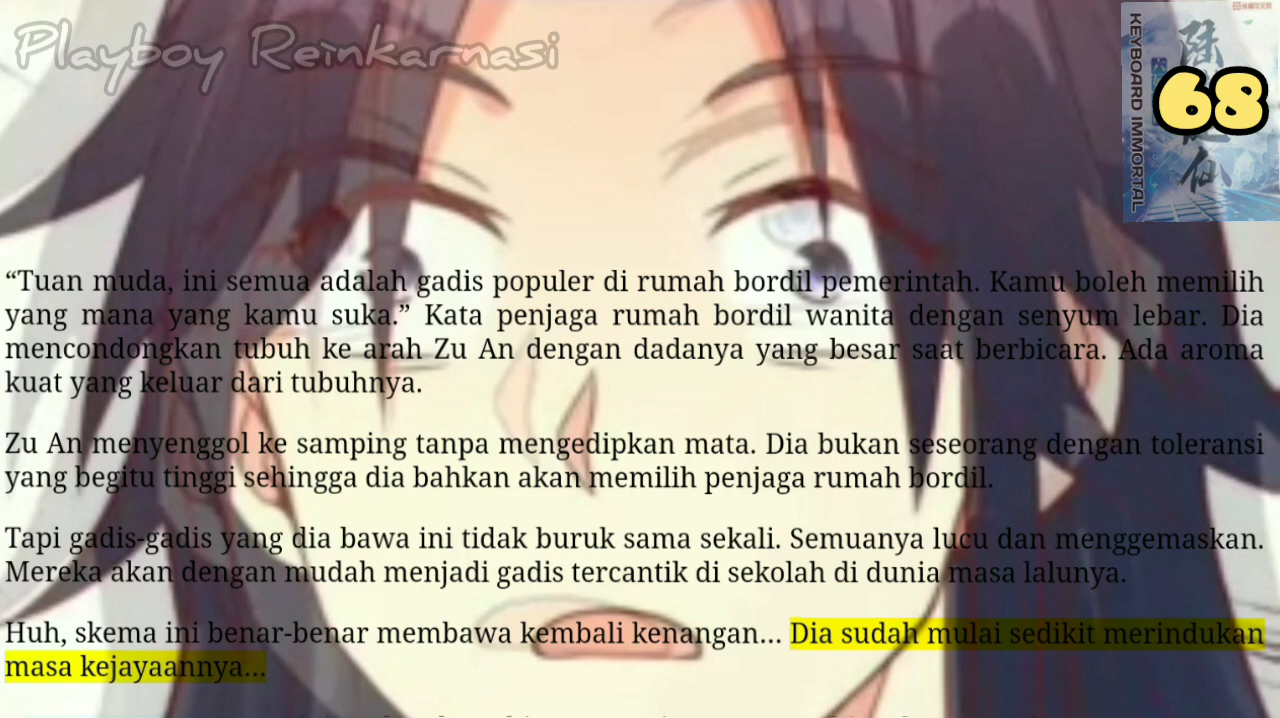 Playboy Reinkarnasi
KEYBOARD IMMORTAL
68
“Tuan muda, ini semua adalah gadis populer di rumah bordil pemerintah. Kamu boleh memilih
yang mana yang kamu suka.” Kata penjaga rumah bordil wanita dengan senyum lebar. Dia
mencondongkan tubuh ke arah Zu An dengan dadanya yang besar saat berbicara. Ada aroma
kuat yang keluar dari tubuhnya.
Zu An menyenggol ke samping tanpa mengedipkan mata. Dia bukan seseorang dengan toleransi
yang begitu tinggi sehingga dia bahkan akan memilih penjaga rumah bordil.
Tapi gadis-gadis yang dia bawa ini tidak buruk sama sekali. Semuanya lucu dan menggemaskan.
Mereka akan dengan mudah menjadi gadis tercantik di sekolah di dunia masa lalunya.
Huh, skema ini benar-benar membawa kembali kenangan… Dia sudah mulai sedikit merindukan
masa kejayaannya…